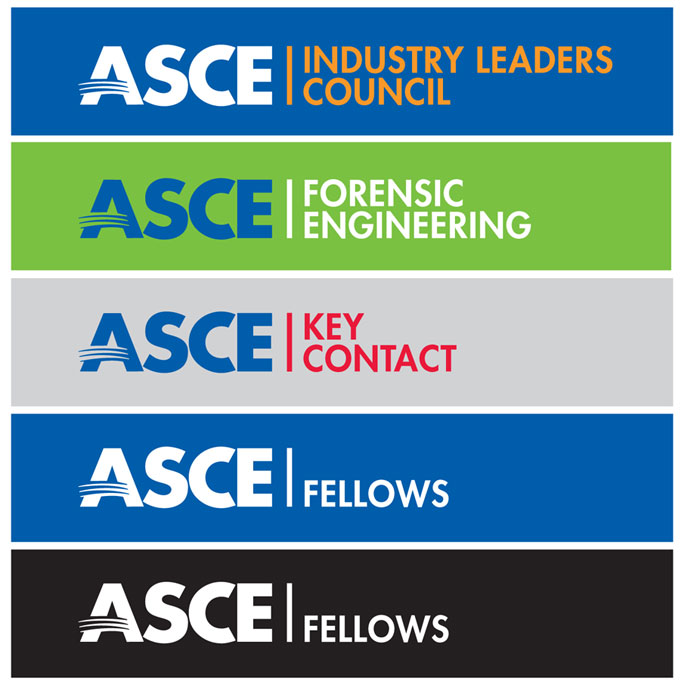 ASCE INDUSTRY LEADERS
COUNCIL
ASCE FORENSIC
ENGINEERING
ASCE KEY
CONTACT
ASCE FELLOWS
ASCE FELLOWS